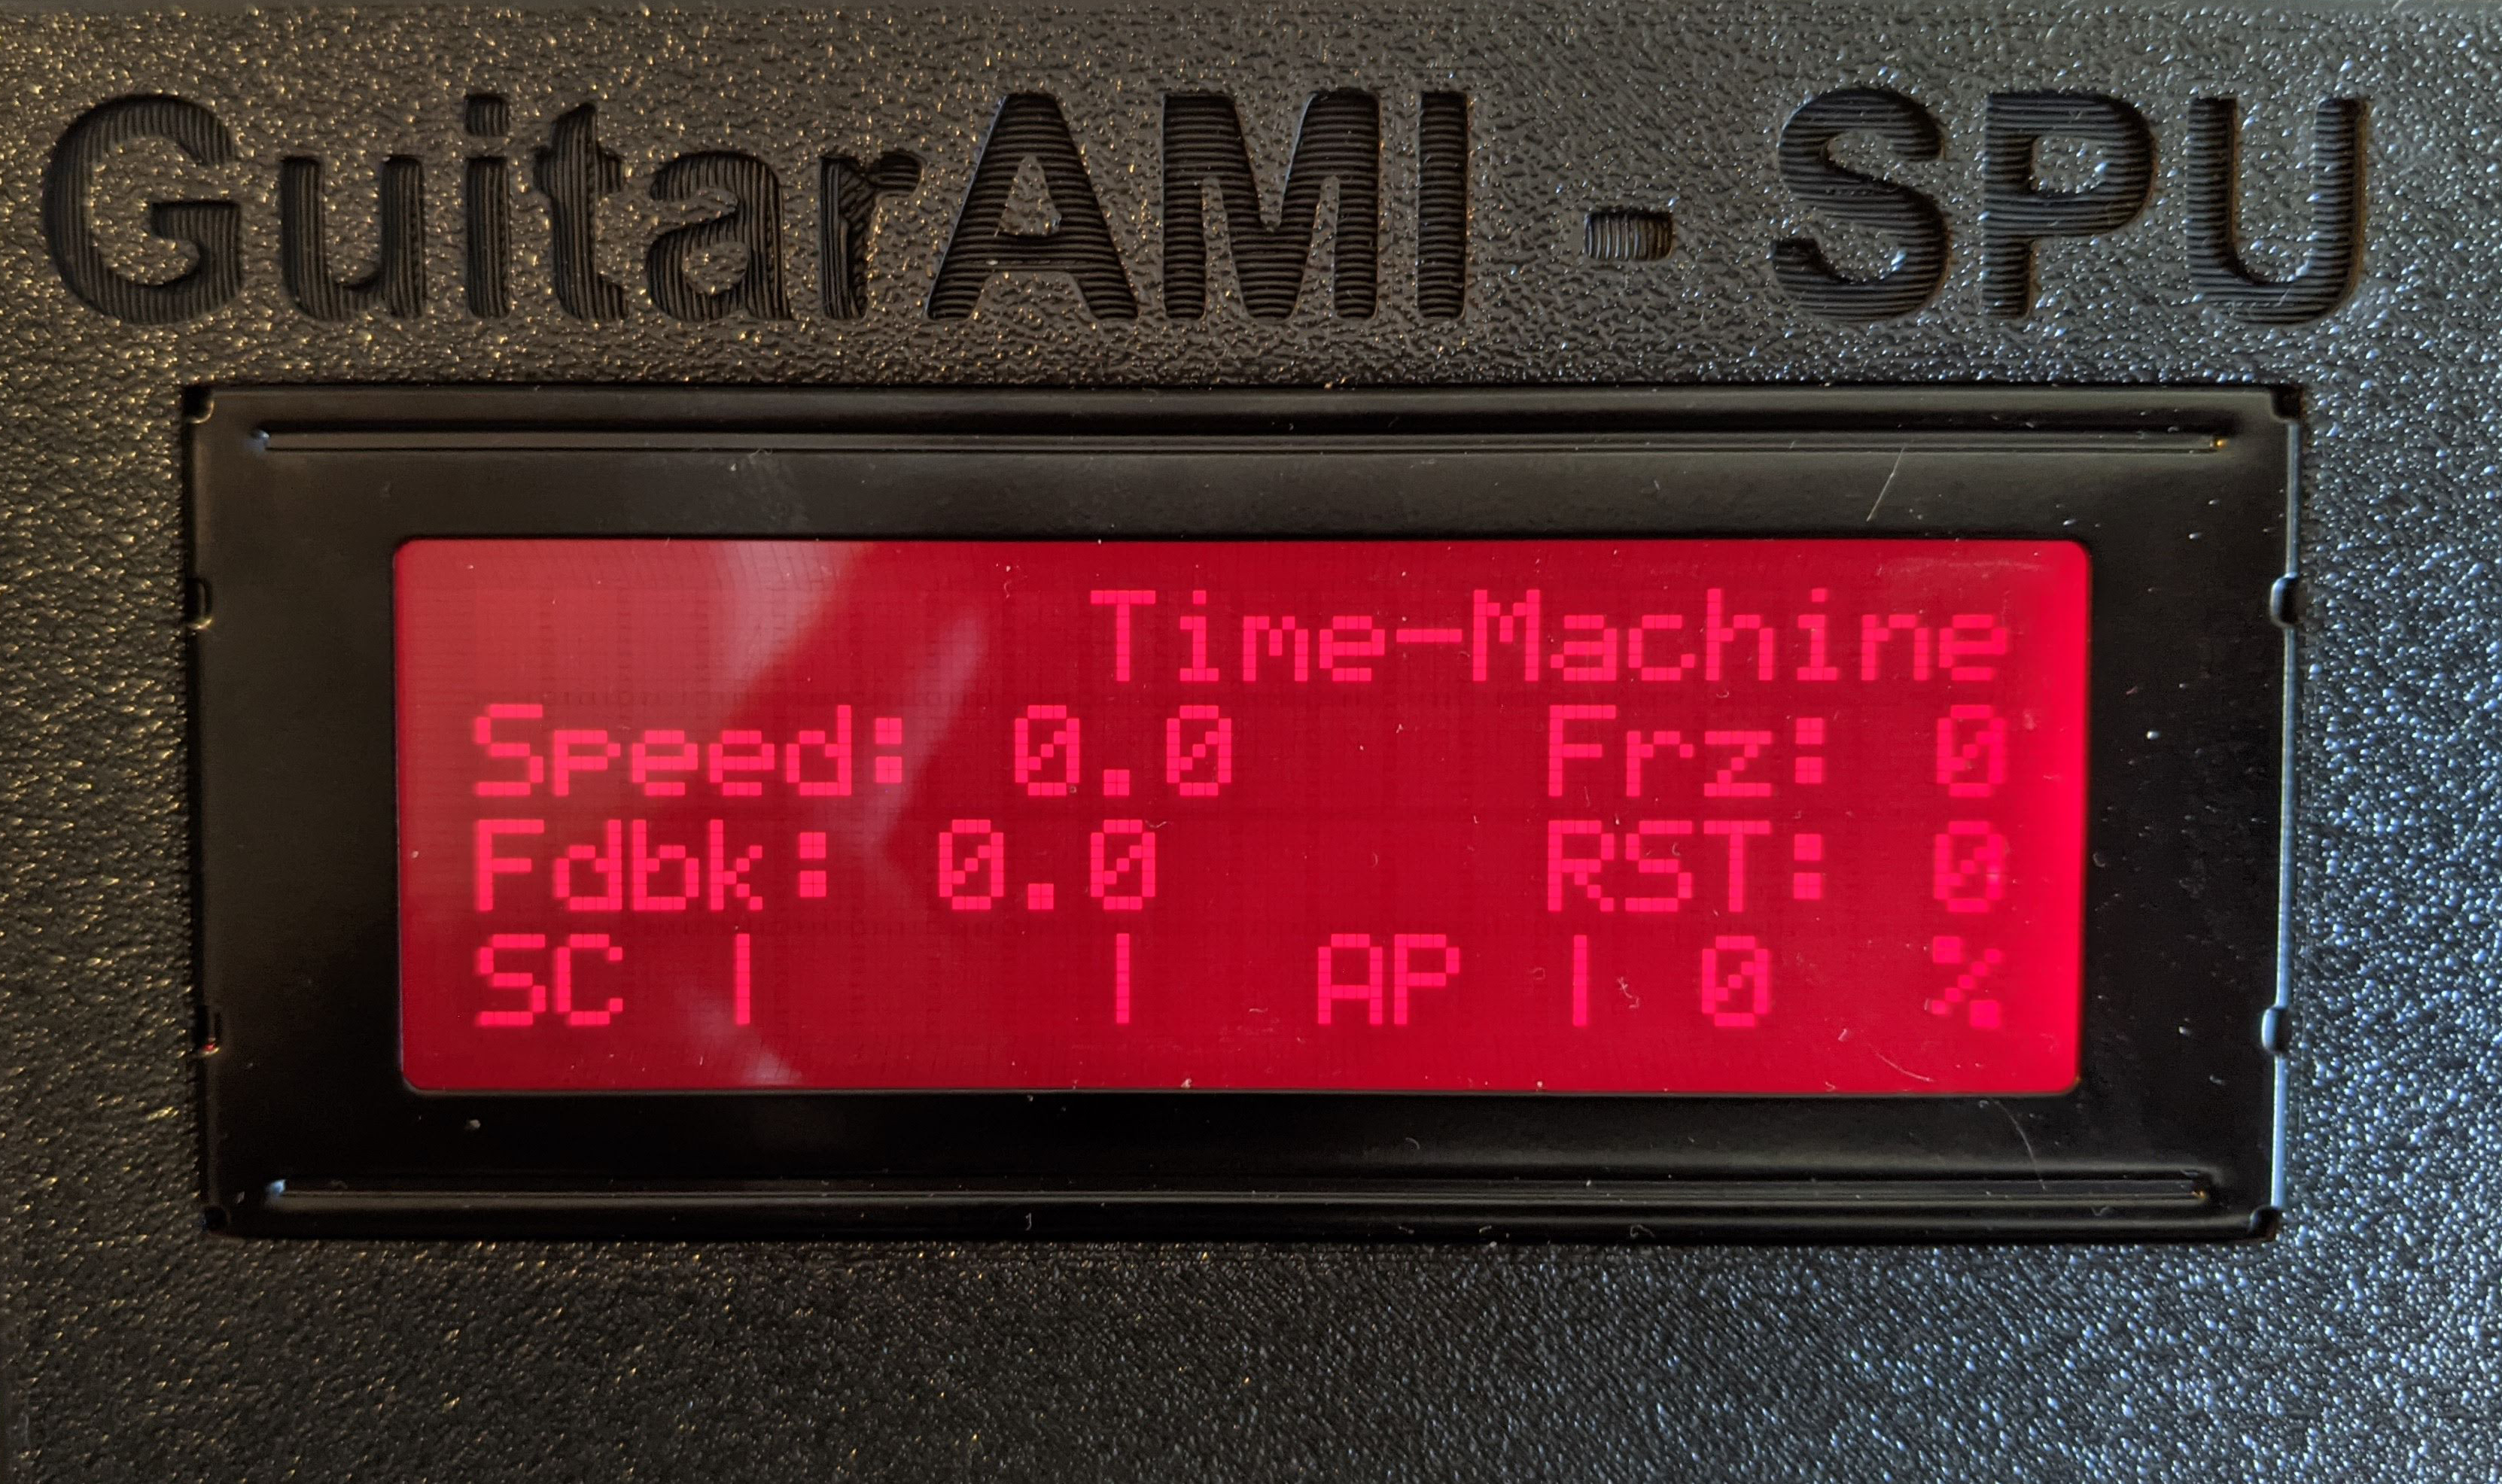 GuitarAMI - SPU
Time-Machine
Speed: 0.0 Frz: 0
Fdbk: 0.0 RST: 0
SC | | AP | 0 %